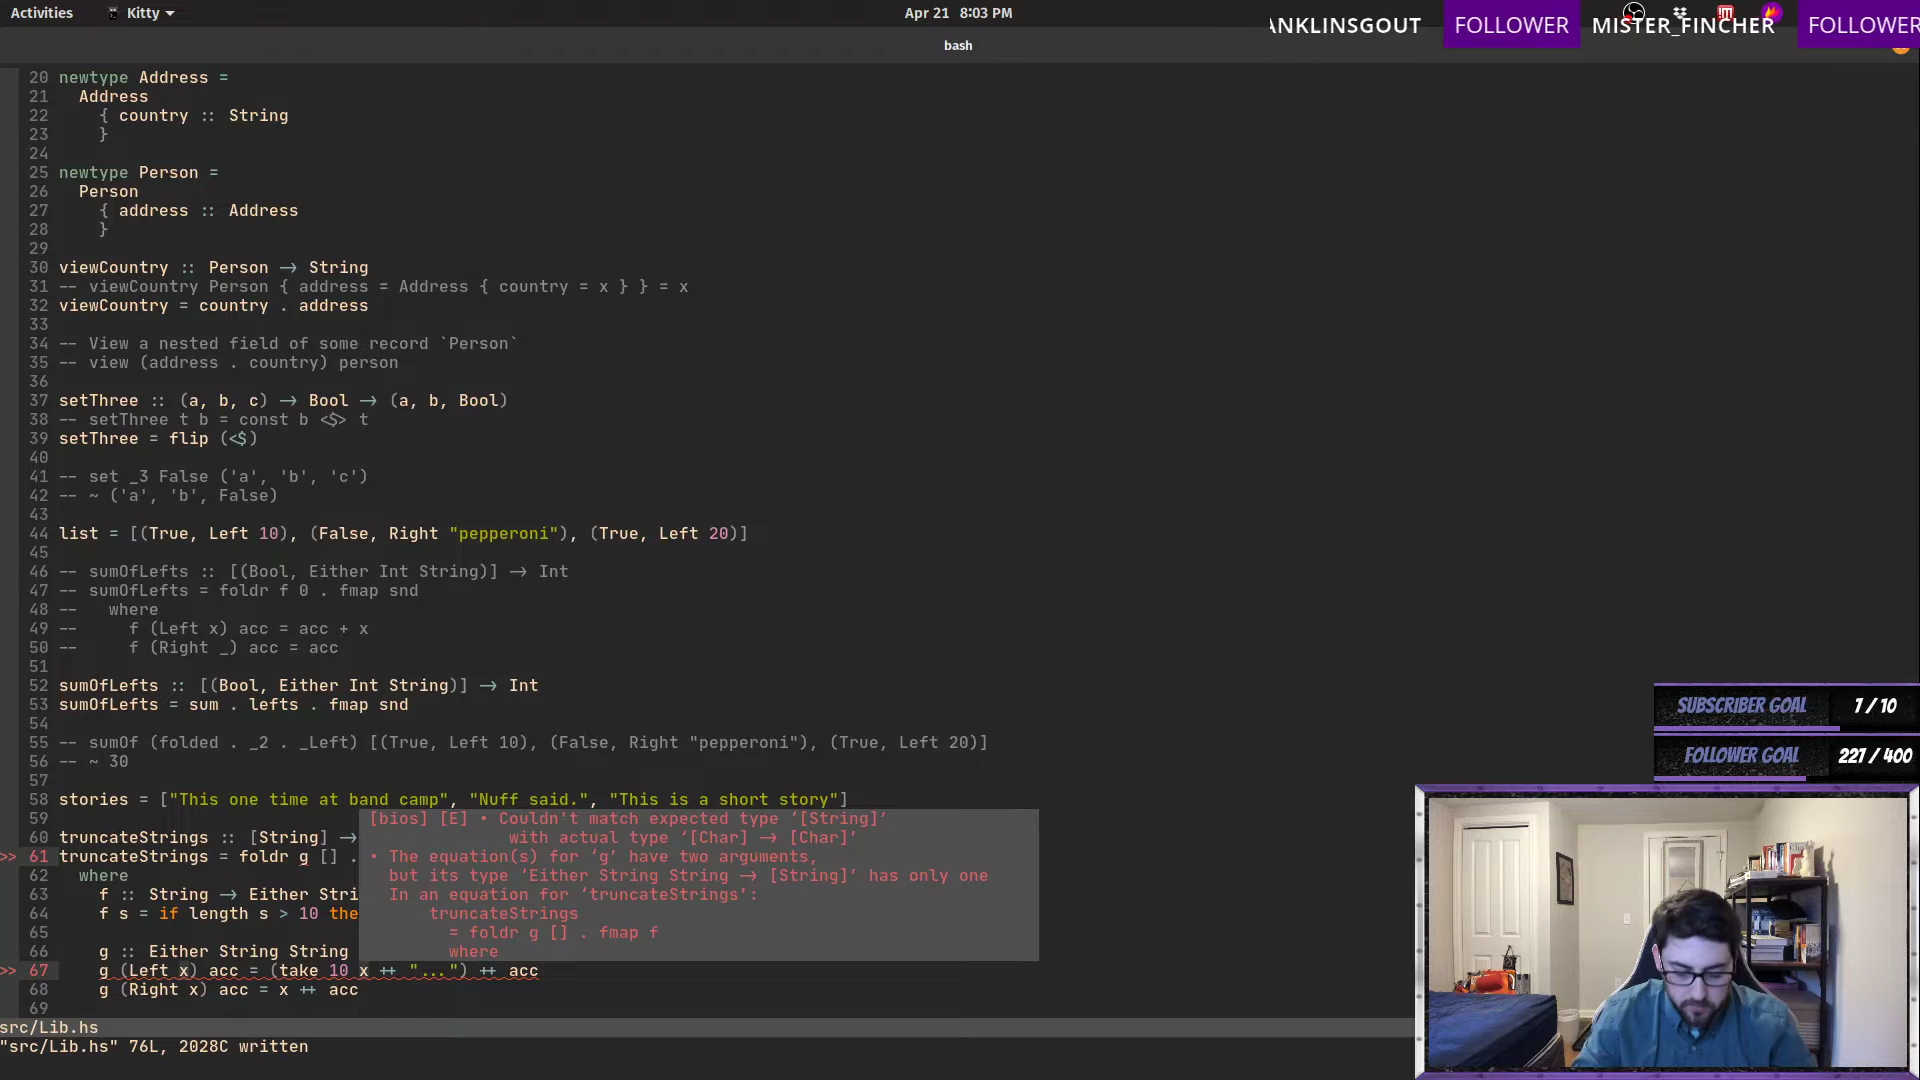 Activities
Kitty
Apr 21 8:03 PM
ANKLINSGOUT FOLLOWER MISTER_FINCHER FOLLOWER
bash
20 newtype Address =
21 Address
22 { country :: String
23 }
24
25 newtype Person =
26 Person
27 { address :: Address
28 }
29
30 viewCountry :: Person -> String
31 -- viewCountry Person { address = Address { country = x } } = x
32 viewCountry = country . address
33
34 -- View a nested field of some record `Person`
35 -- view (address . country) person
36
37 setThree :: (a, b, c) -> Bool -> (a, b, Bool)
38 -- setThree t b = const b <$> t
39 setThree = flip (<$)
40
41 -- set _3 False ('a', 'b', 'c')
42 -- ~ ('a', 'b', False)
43
44 list = [(True, Left 10), (False, Right "pepperoni"), (True, Left 20)]
45
46 -- sumOfLefts :: [(Bool, Either Int String)] -> Int
47 -- sumOfLefts = foldr f 0 . fmap snd
48 -- where
49 -- f (Left x) acc = acc + x
50 -- f (Right _) acc = acc
51
52 sumOfLefts :: [(Bool, Either Int String)] -> Int
53 sumOfLefts = sum . lefts . fmap snd
54
55 -- sumOf (folded . _2 . _Left) [(True, Left 10), (False, Right "pepperoni"), (True, Left 20)]
56 -- ~ 30
57
58 stories = ["This one time at band camp", "Nuff said.", "This is a short story"]
59
60 truncateStrings :: [String] ->
>> 61 truncateStrings = foldr g [] .
62 where
63 f :: String -> Either Stri
64 f s = if length s > 10 the
65
66 g :: Either String String
>> 67 g (Left x) acc = (take 10 x ++ "...") ++ acc
68 g (Right x) acc = x ++ acc
69
[bios] [E] • Couldn't match expected type ‘[String]’
with actual type ‘[Char] -> [Char]’
• The equation(s) for ‘g’ have two arguments,
but its type ‘Either String String -> [String]’ has only one
In an equation for ‘truncateStrings’:
truncateStrings
= foldr g [] . fmap f
where
src/Lib.hs
"src/Lib.hs" 76L, 2028C written
SUBSCRIBER GOAL 7 / 10
FOLLOWER GOAL 227 / 400